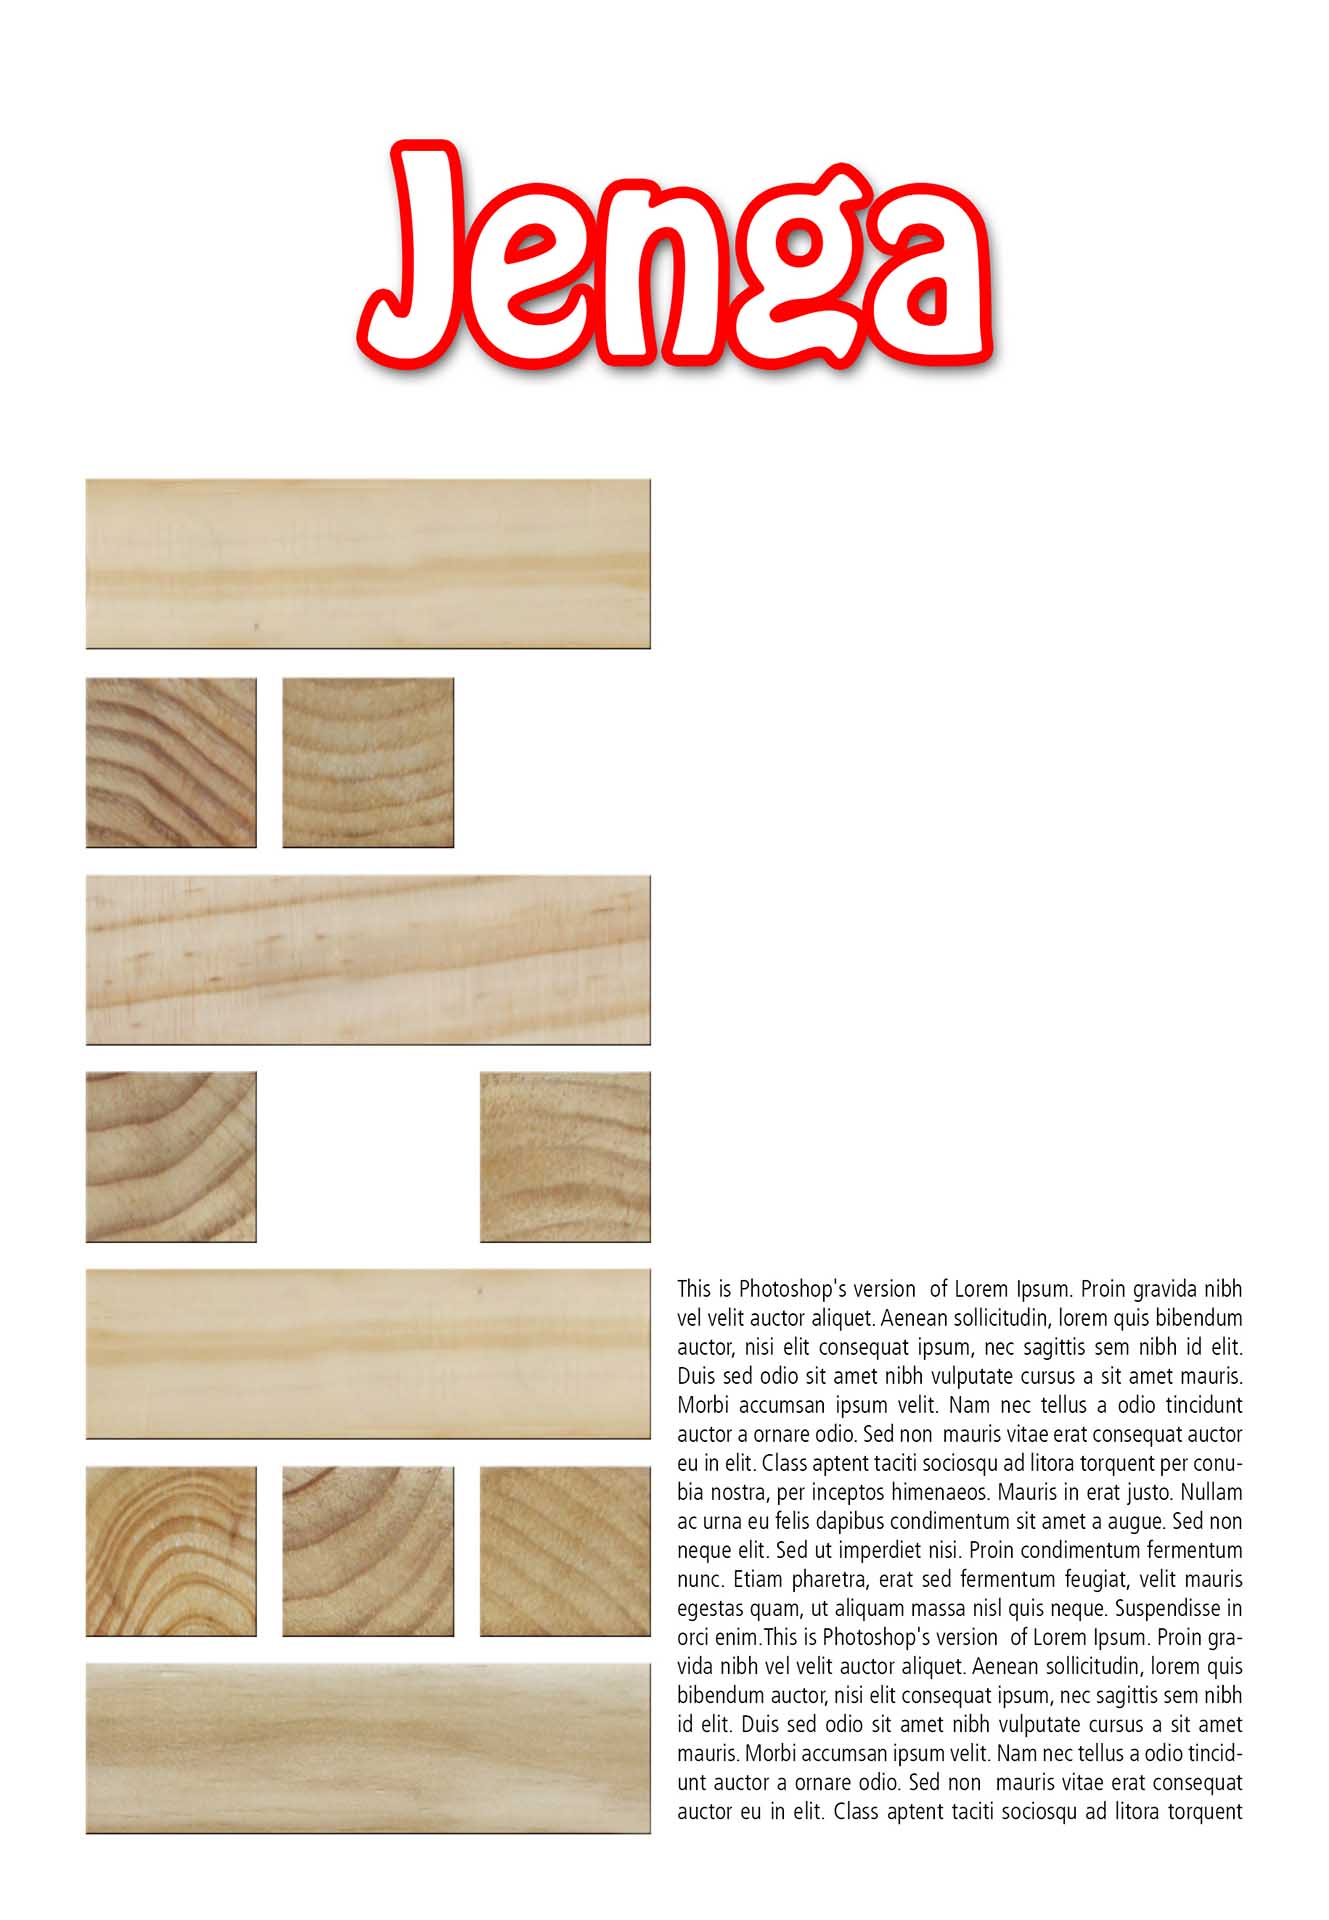 Jenga
This is Photoshop's version  of Lorem Ipsum. Proin gravida nibh
vel velit auctor aliquet. Aenean sollicitudin, lorem quis bibendum
auctor, nisi elit consequat ipsum, nec sagittis sem nibh id elit.
Duis sed odio sit amet nibh vulputate cursus a sit amet mauris.
Morbi accumsan ipsum velit. Nam nec tellus a odio tincidunt
auctor a ornare odio. Sed non  mauris vitae erat consequat auctor
eu in elit. Class aptent taciti sociosqu ad litora torquent per conu-
bia nostra, per inceptos himenaeos. Mauris in erat justo. Nullam
ac urna eu felis dapibus condimentum sit amet a augue. Sed non
neque elit. Sed ut imperdiet nisi. Proin condimentum fermentum
nunc. Etiam pharetra, erat sed fermentum feugiat, velit mauris
egestas quam, ut aliquam massa nisl quis neque. Suspendisse in
orci enim.This is Photoshop's version  of Lorem Ipsum. Proin gra-
vida nibh vel velit auctor aliquet. Aenean sollicitudin, lorem quis
bibendum auctor, nisi elit consequat ipsum, nec sagittis sem nibh
id elit. Duis sed odio sit amet nibh vulputate cursus a sit amet
mauris. Morbi accumsan ipsum velit. Nam nec tellus a odio tincid-
unt auctor a ornare odio. Sed non  mauris vitae erat consequat
auctor eu in elit. Class aptent taciti sociosqu ad litora torquent